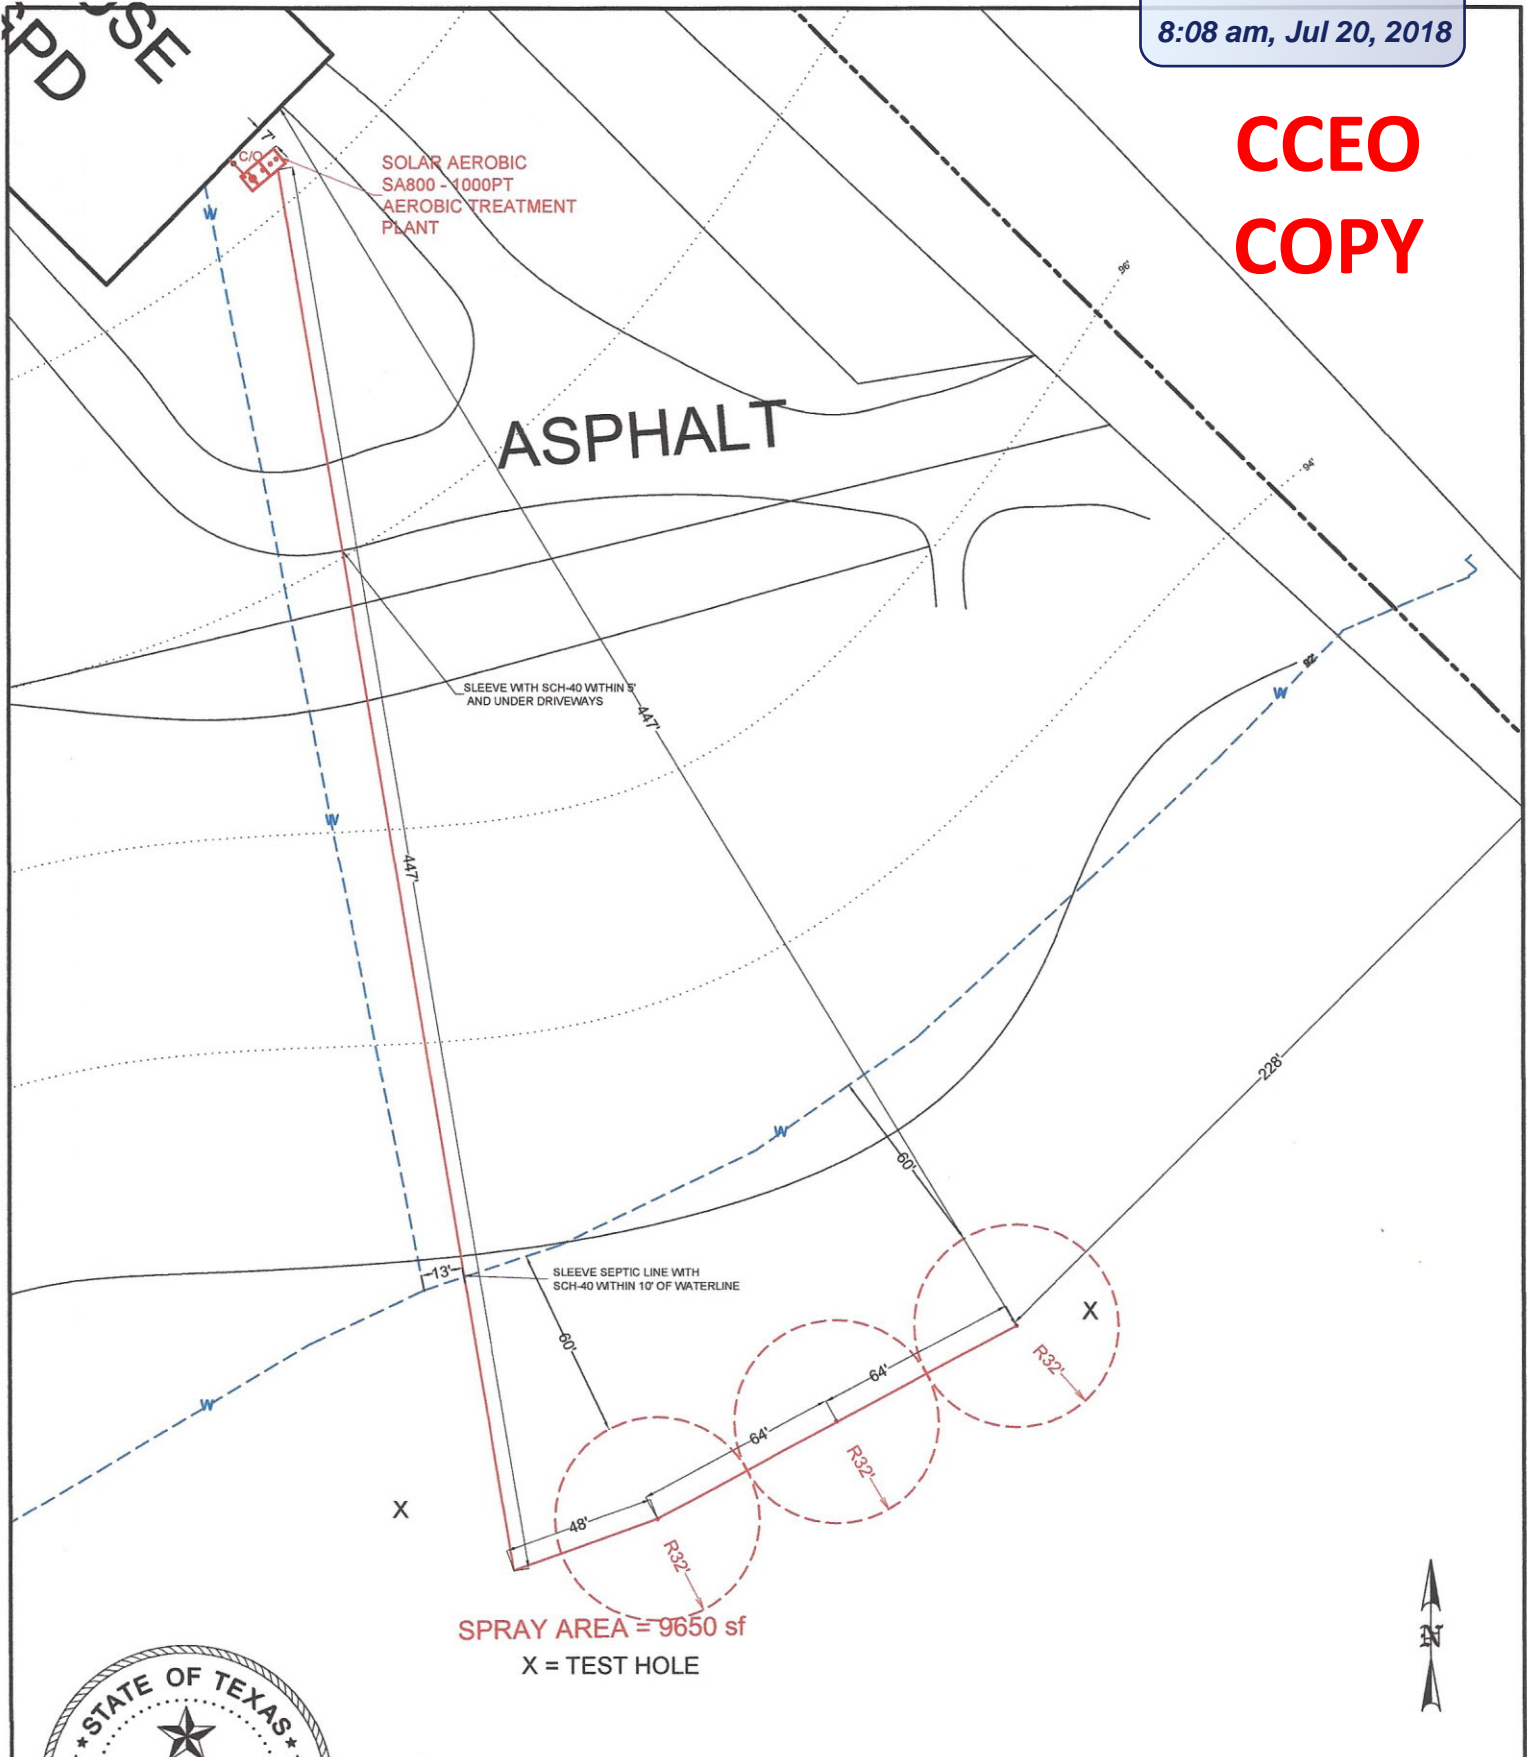 8:08 am, Jul 20, 2018
CCEO
COPY
7'
C/O
SOLAR AEROBIC
SA800 - 1000PT
AEROBIC TREATMENT
PLANT
W
96'
ASPHALT
94'
92'
W
SLEEVE WITH SCH-40 WITHIN 5'
AND UNDER DRIVEWAYS
447'
W
447'
228'
W
60'
13'
SLEEVE SEPTIC LINE WITH
SCH-40 WITHIN 10' OF WATERLINE
60'
X
R32'
64'
W
64'
R32'
X
48'
R32'
SPRAY AREA = 9650 sf
X = TEST HOLE
N
STATE OF TEXAS